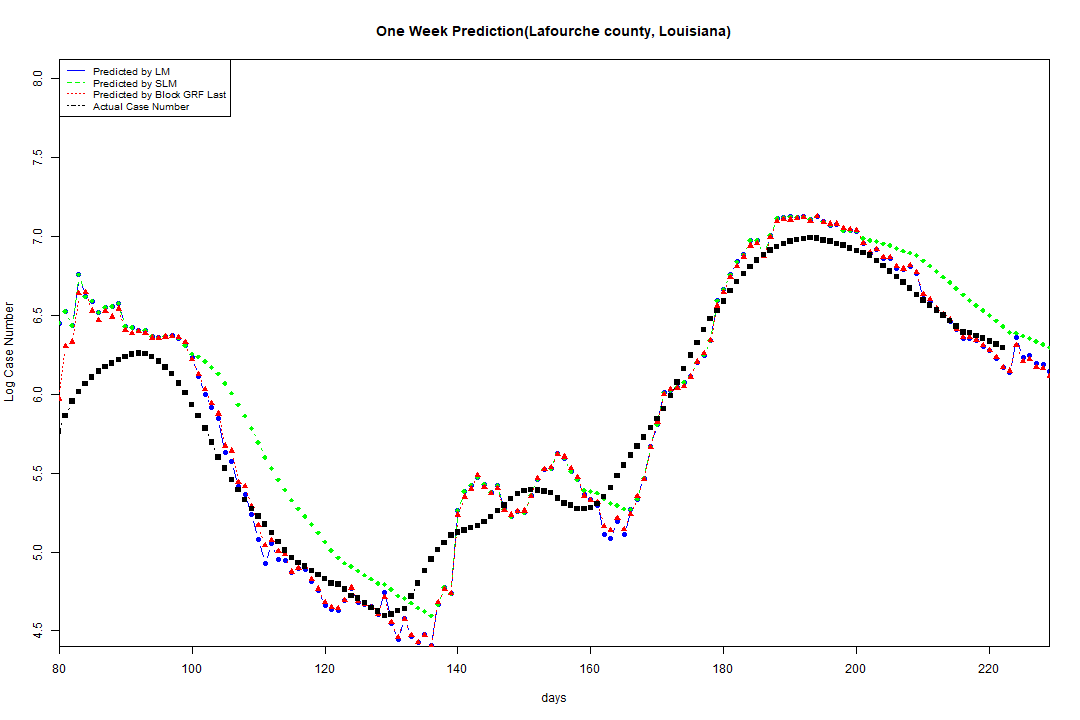 One Week Prediction(Lafourche county, Louisiana)
Predicted by LM
Predicted by SLM
Predicted by Block GRF Last
Actual Case Number
Log Case Number
8.0
7.5
7.0
6.5
6.0
5.5
5.0
4.5
80 100 120 140 160 180 200 220
days